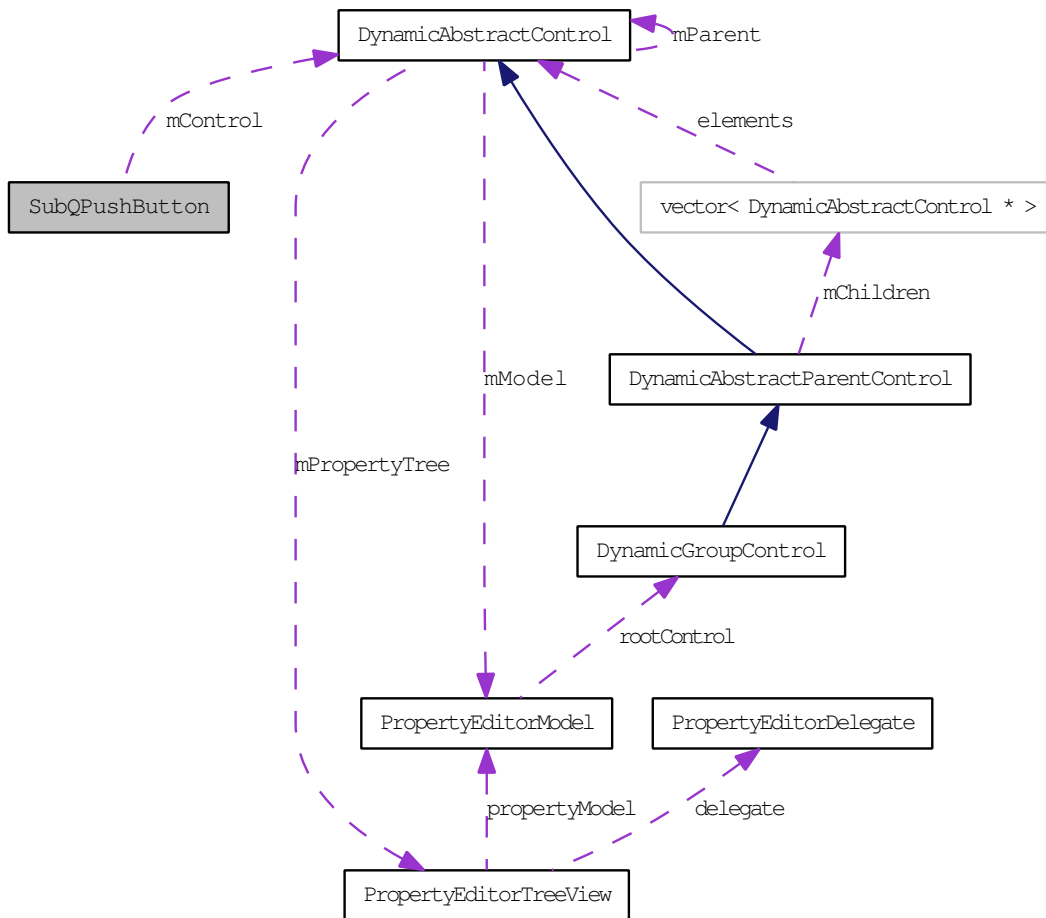 DynamicAbstractControl
mParent
mControl
elements
SubQPushButton
vector< DynamicAbstractControl * >
mChildren
DynamicAbstractParentControl
mModel
mPropertyTree
DynamicGroupControl
rootControl
PropertyEditorModel
PropertyEditorDelegate
propertyModel
delegate
PropertyEditorTreeView